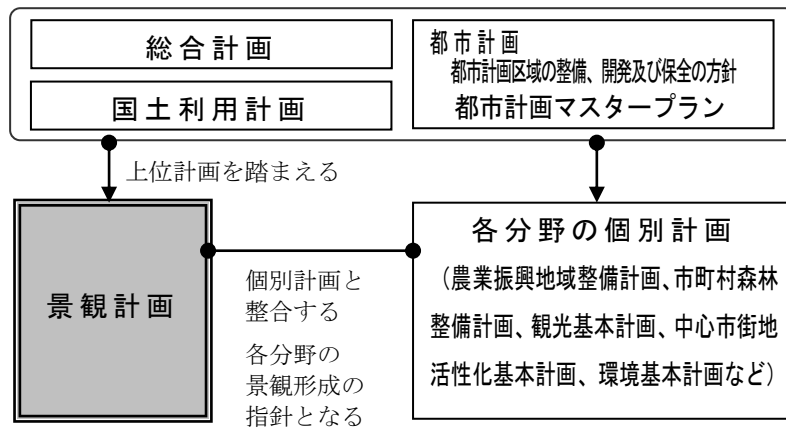 総合計画
国土利用計画
都市計画
都市計画区域の整備、開発及び保全の方針
都市計画マスタープラン
上位計画を踏まえる
景観計画
個別計画と
整合する
各分野の
景観形成の
指針となる
各分野の個別計画
（農業振興地域整備計画、市町村森林
整備計画、観光基本計画、中心市街地
活性化基本計画、環境基本計画など）